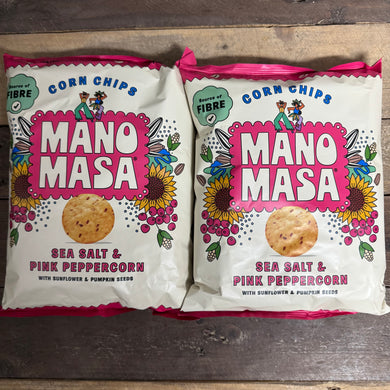 CORN CHIPS
Source of
FIBRE
MANO
MASA
SEA SALT &
PINK PEPPERCORN
WITH SUNFLOWER & PUMPKIN SEEDS
CORN CHIPS
Source of
FIBRE
MANO
MASA
SEA SALT &
PINK PEPPERCORN
WITH SUNFLOWER & PUMPKIN SEEDS